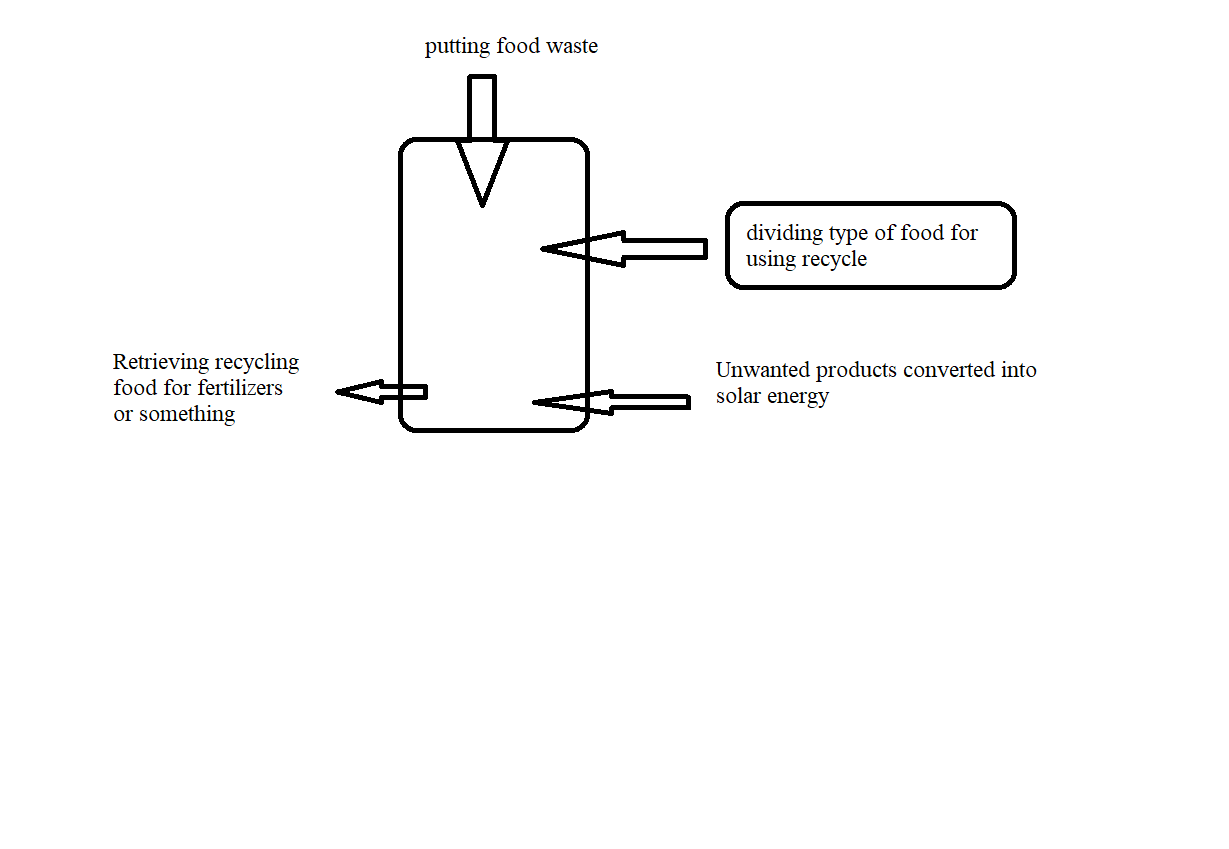 putting food waste
dividing type of food for
using recycle
Retrieving recycling
food for fertilizers
or something
Unwanted products converted into
solar energy